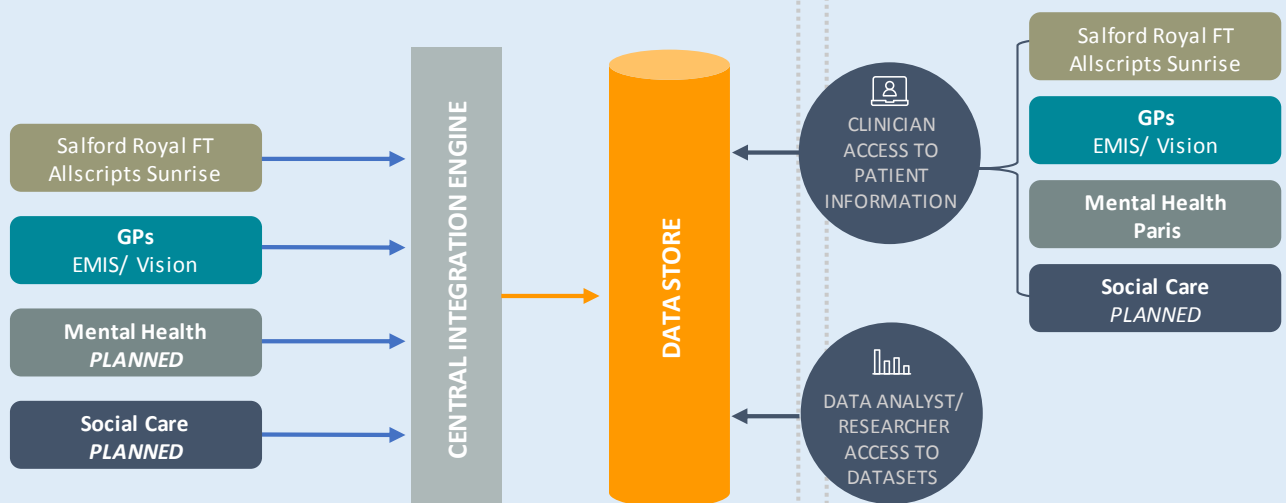 Salford Royal FT
Allscripts Sunrise
GPs
EMIS/ Vision
Mental Health
PLANNED
Social Care
PLANNED
CENTRAL INTEGRATION ENGINE
DATA STORE
CLINICIAN
ACCESS TO
PATIENT
INFORMATION
DATA ANALYST/
RESEARCHER
ACCESS TO
DATASETS
Salford Royal FT
Allscripts Sunrise
GPs
EMIS/ Vision
Mental Health
Paris
Social Care
PLANNED